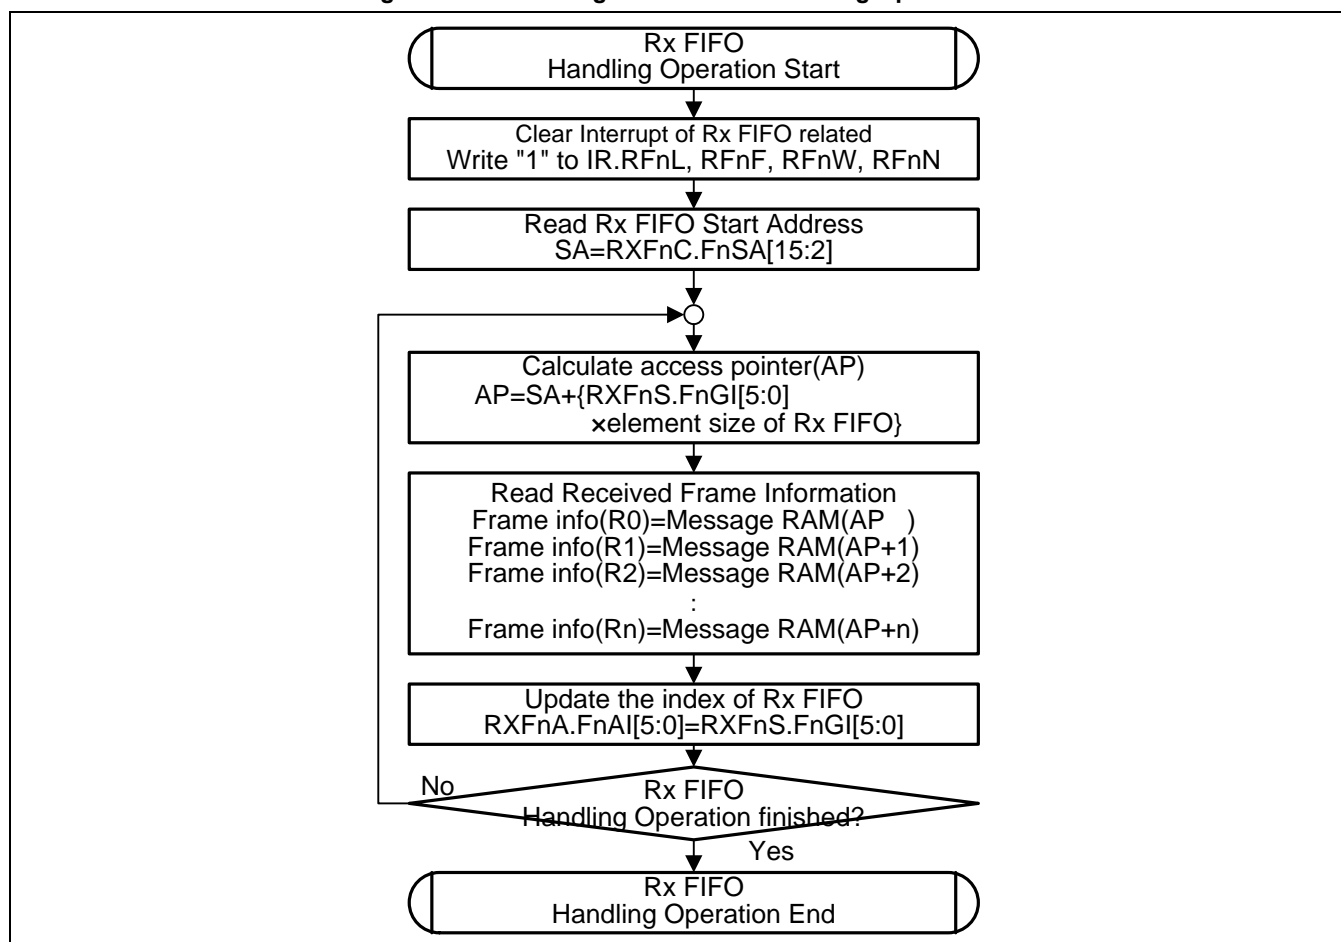 Rx FIFO
Handling Operation Start
Clear Interrupt of Rx FIFO related
Write "1" to IR.RFnL, RFnF, RFnW, RFnN
Read Rx FIFO Start Address
SA=RXFnC.FnSA[15:2]
Calculate access pointer(AP)
AP=SA+{RXFnS.FnGI[5:0]
×element size of Rx FIFO}
Read Received Frame Information
Frame info(R0)=Message RAM(AP )
Frame info(R1)=Message RAM(AP+1)
Frame info(R2)=Message RAM(AP+2)
:
Frame info(Rn)=Message RAM(AP+n)
Update the index of Rx FIFO
RXFnA.FnAI[5:0]=RXFnS.FnGI[5:0]
No
Rx FIFO
Handling Operation finished?
Yes
Rx FIFO
Handling Operation End